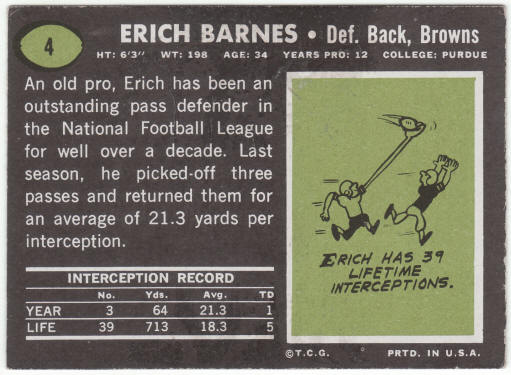 4
ERICH BARNES • Def. Back, Browns
HT: 6'3" WT: 198 AGE: 34 YEARS PRO: 12 COLLEGE: PURDUE
An old pro, Erich has been an
outstanding pass defender in
the National Football League
for well over a decade. Last
season, he picked-off three
passes and returned them for
an average of 21.3 yards per
interception.
INTERCEPTION RECORD
No. Yds. Avg. TD
YEAR 3 64 21.3 1
LIFE 39 713 18.3 5
ERICH HAS 39
LIFETIME
INTERCEPTIONS.
©T.C.G. PRTD. IN U.S.A.